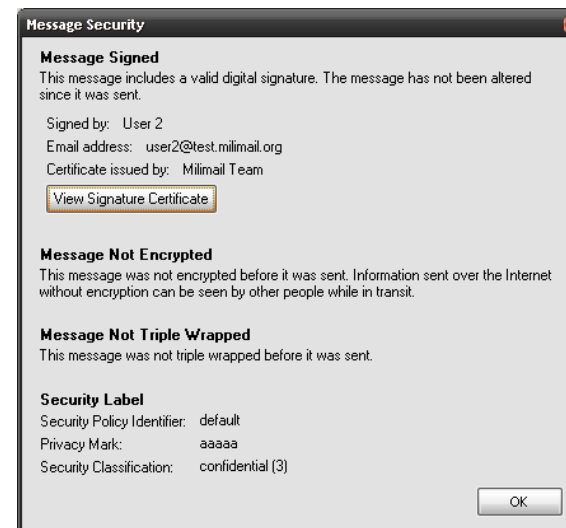 Message Security
Message Signed
This message includes a valid digital signature. The message has not been altered
since it was sent.
Signed by: User 2
Email address: user2@test.milimail.org
Certificate issued by: Milimail Team
View Signature Certificate
Message Not Encrypted
This message was not encrypted before it was sent. Information sent over the Internet
without encryption can be seen by other people while in transit.
Message Not Triple Wrapped
This message was not triple wrapped before it was sent.
Security Label
Security Policy Identifier: default
Privacy Mark: aaaaa
Security Classification: confidential (3)
OK